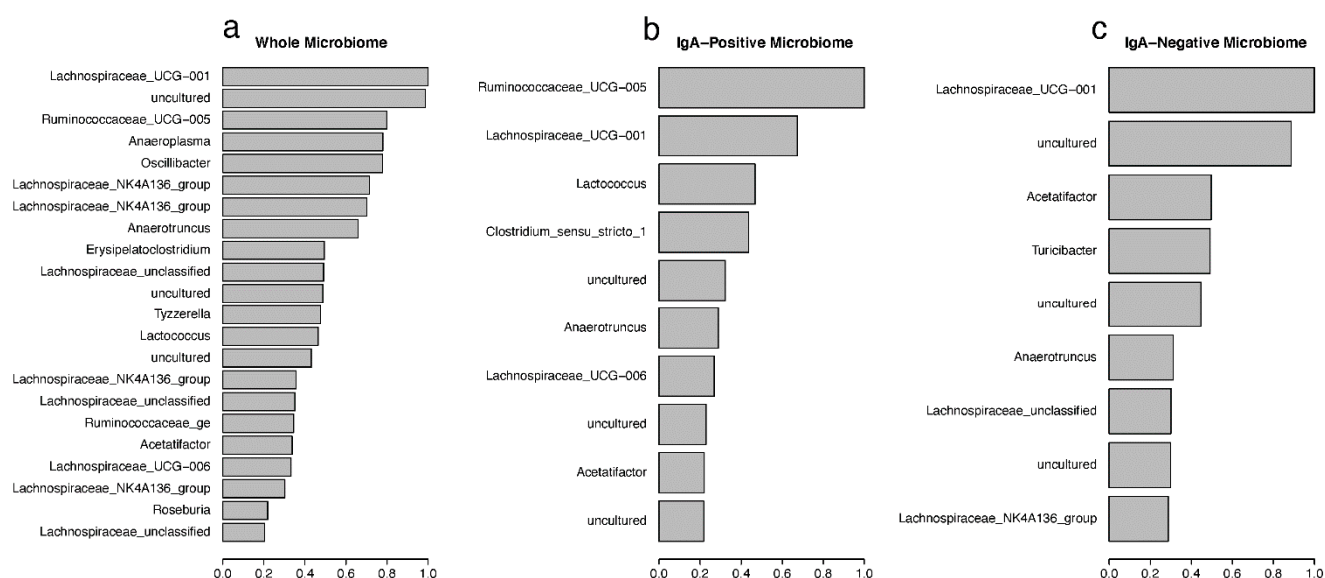 a
Whole Microbiome
Lachnospiraceae_UCG−001
uncultured
Ruminococcaceae_UCG−005
Anaeroplasma
Oscillibacter
Lachnospiraceae_NK4A136_group
Lachnospiraceae_NK4A136_group
Anaerotruncus
Erysipelatoclostridium
Lachnospiraceae_unclassified
uncultured
Tyzzerella
Lactococcus
uncultured
Lachnospiraceae_NK4A136_group
Lachnospiraceae_unclassified
Ruminococcaceae_ge
Acetatifactor
Lachnospiraceae_UCG−006
Lachnospiraceae_NK4A136_group
Roseburia
Lachnospiraceae_unclassified
0.0 0.2 0.4 0.6 0.8 1.0
b
IgA−Positive Microbiome
Ruminococcaceae_UCG−005
Lachnospiraceae_UCG−001
Lactococcus
Clostridium_sensu_stricto_1
uncultured
Anaerotruncus
Lachnospiraceae_UCG−006
uncultured
Acetatifactor
uncultured
0.0 0.2 0.4 0.6 0.8 1.0
c
IgA−Negative Microbiome
Lachnospiraceae_UCG−001
uncultured
Acetatifactor
Turicibacter
uncultured
Anaerotruncus
Lachnospiraceae_unclassified
uncultured
Lachnospiraceae_NK4A136_group
0.0 0.2 0.4 0.6 0.8 1.0